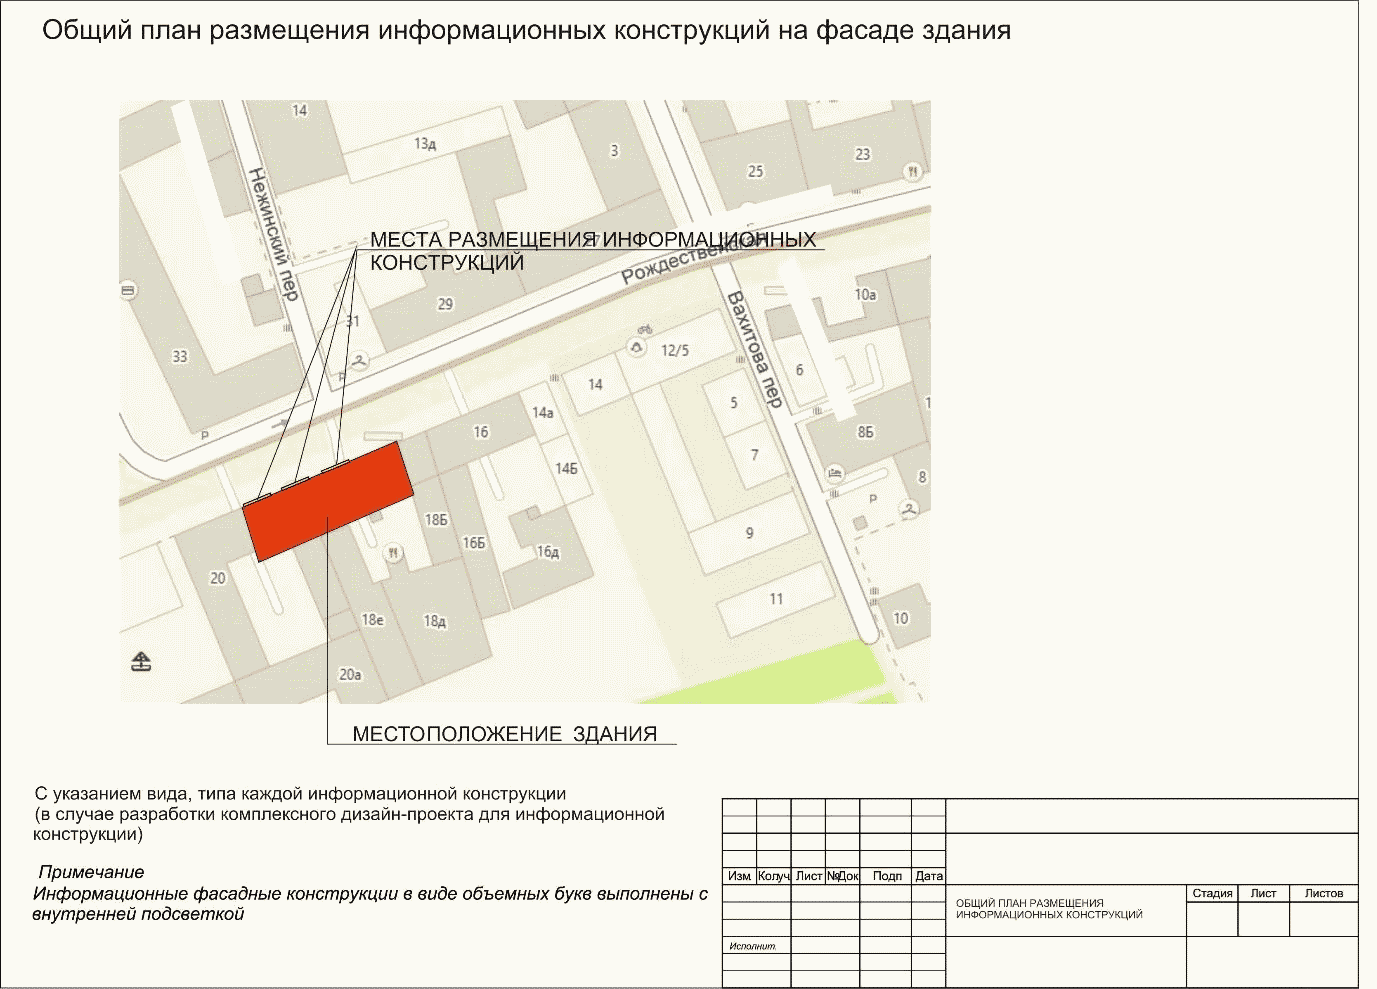 Общий план размещения информационных конструкций на фасаде здания
14
13д
3
25
23
Нежинский пер
МЕСТА РАЗМЕЩЕНИЯ ИНФОРМАЦИОННЫХ
КОНСТРУКЦИЙ
27
Рождественская
29
31
33
P
P
Вахитова пер
10а
12/5
6
14
5
14а
16
8Б
7
14Б
8
P
18Б
16Б
16д
9
20
11
18е
18д
10
20а
МЕСТОПОЛОЖЕНИЕ ЗДАНИЯ
С указанием вида, типа каждой информационной конструкции
(в случае разработки комплексного дизайн-проекта для информационной
конструкции)
Примечание
Информационные фасадные конструкции в виде объемных букв выполнены с
внутренней подсветкой
Изм Колуч Лист №Док Подп Дата
ОБЩИЙ ПЛАН РАЗМЕЩЕНИЯ
ИНФОРМАЦИОННЫХ КОНСТРУКЦИЙ
Стадия Лист Листов
Исполнит.